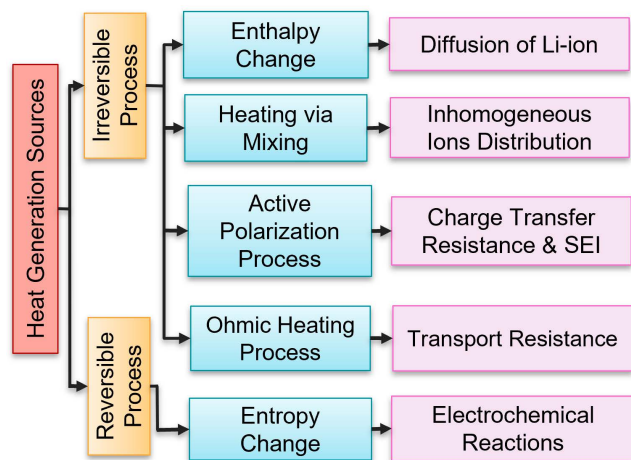 Heat Generation Sources
Irreversible
Process
Reversible
Process
Enthalpy
Change
Diffusion of Li-ion
Heating via
Mixing
Inhomogeneous
Ions Distribution
Active
Polarization
Process
Charge Transfer
Resistance & SEI
Ohmic Heating
Process
Transport Resistance
Entropy
Change
Electrochemical
Reactions